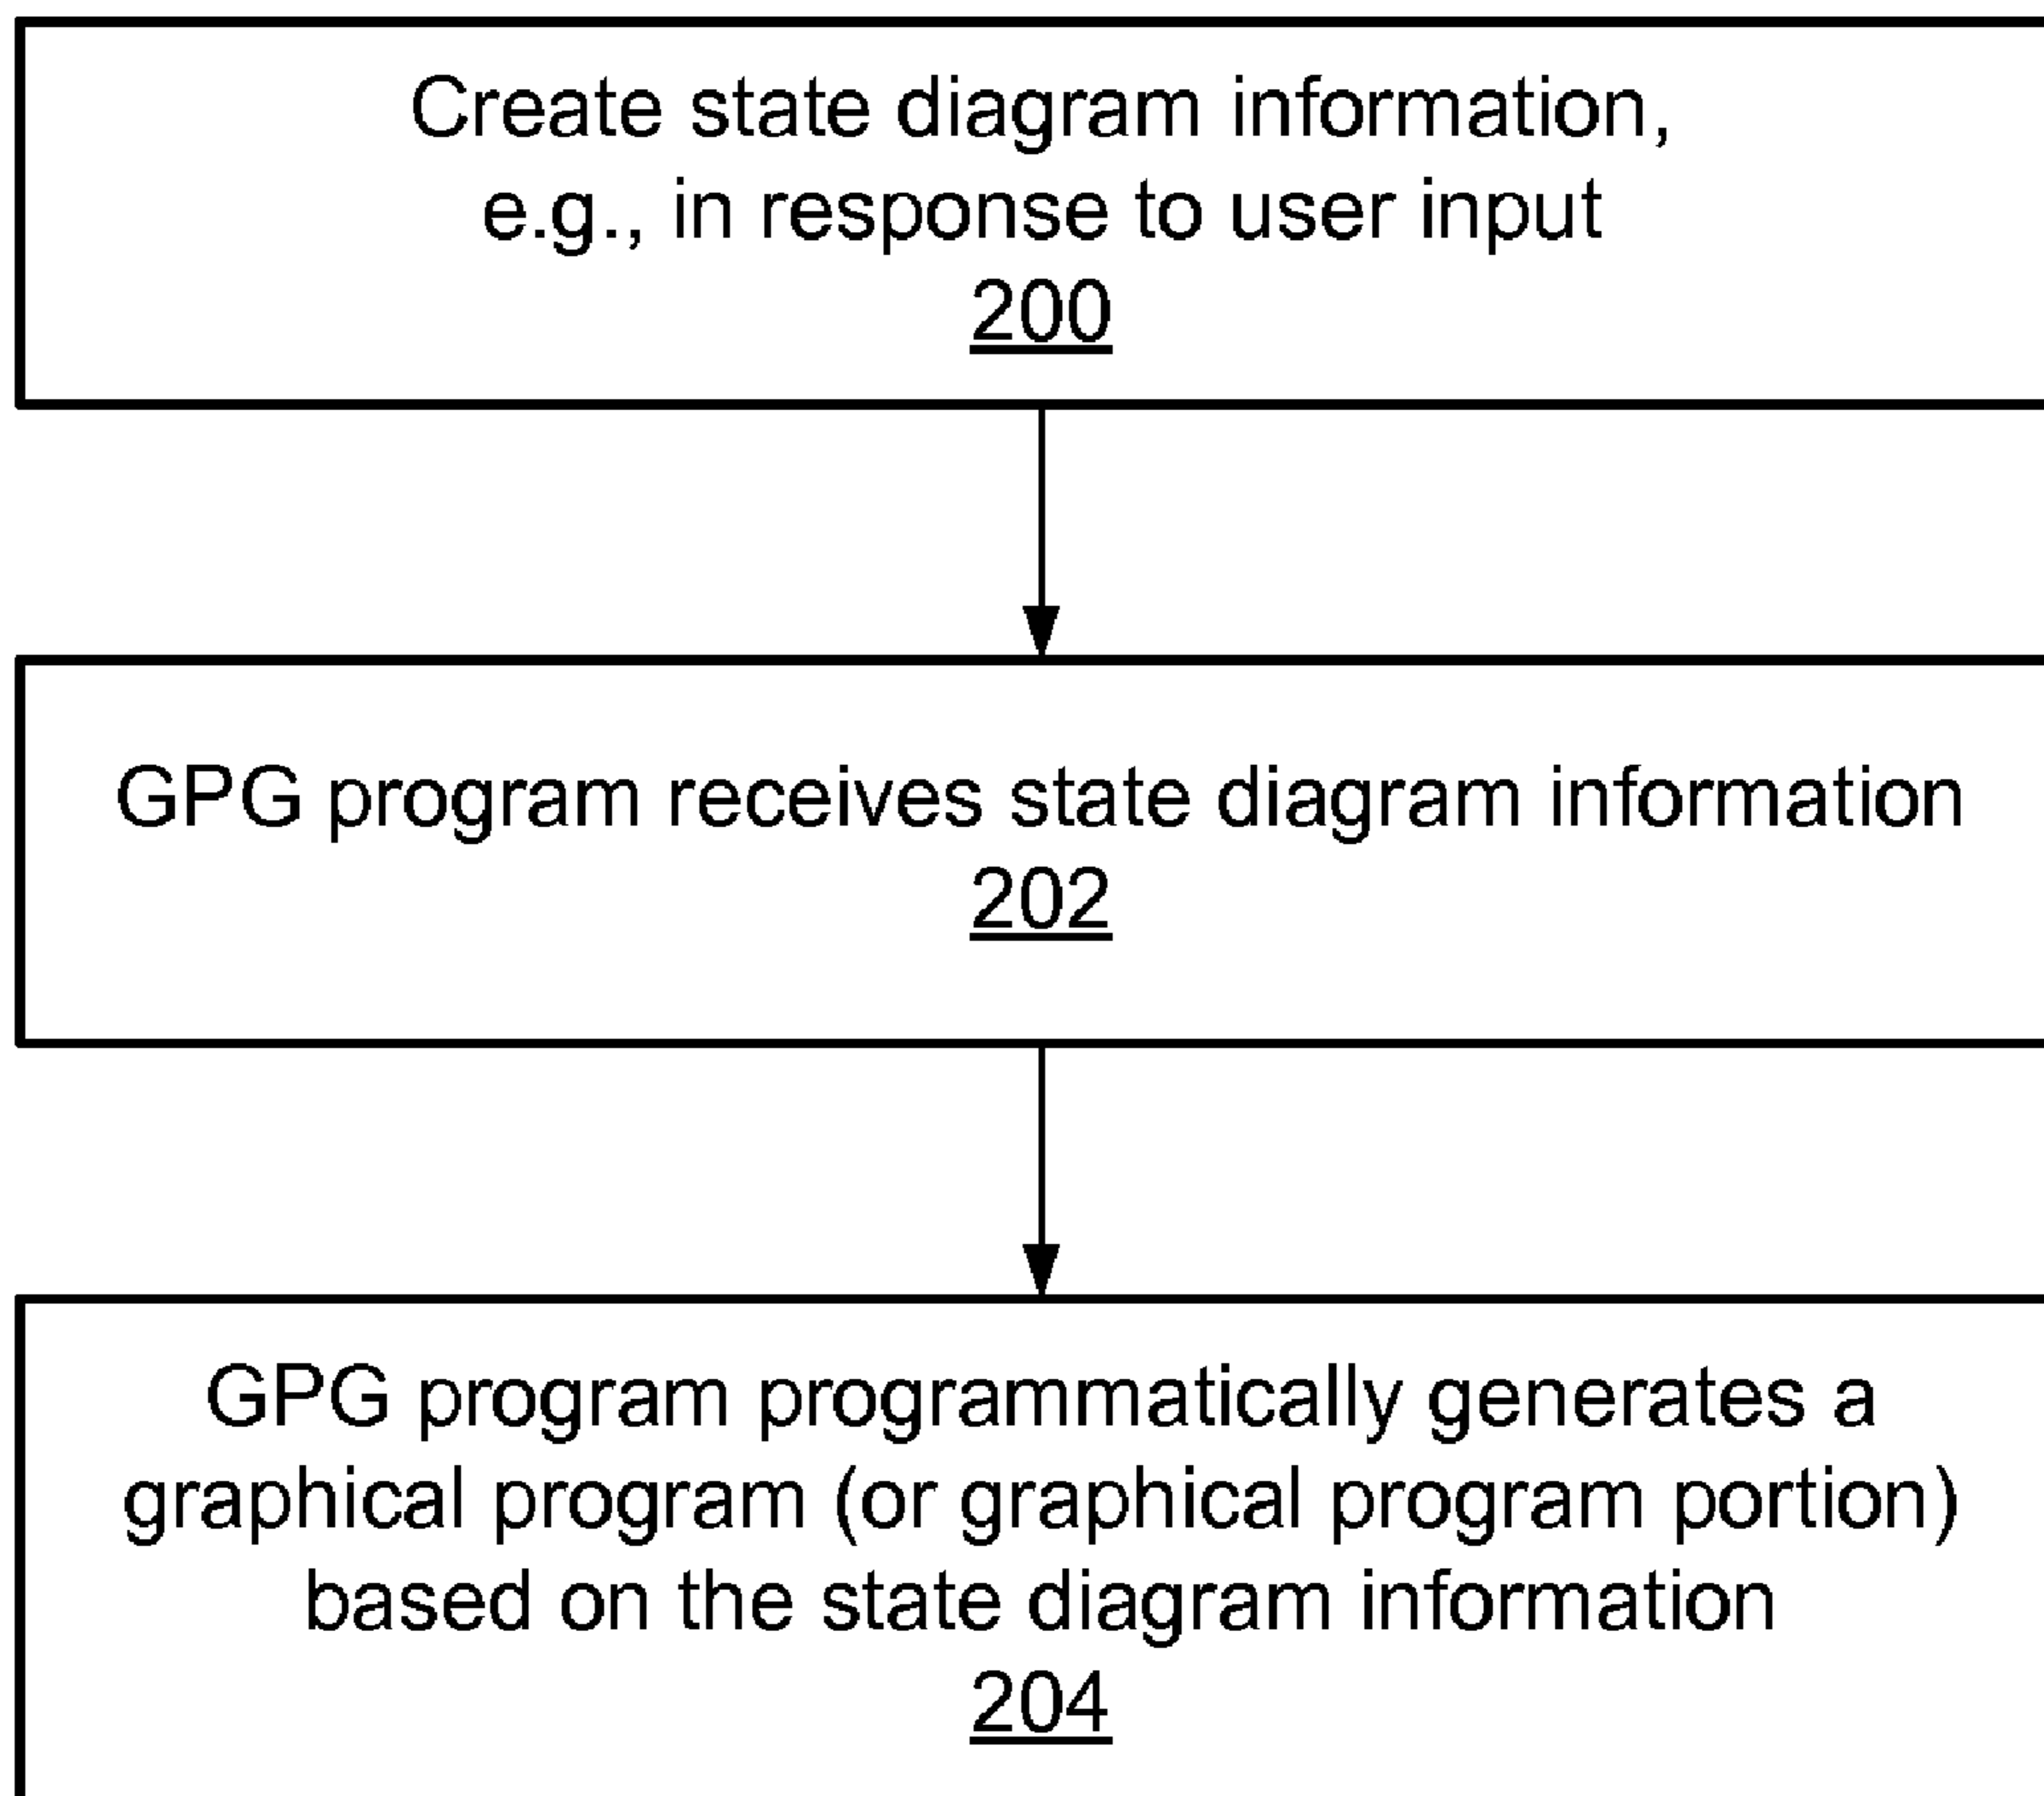 Create state diagram information,
e.g., in response to user input
200
GPG program receives state diagram information
202
GPG program programmatically generates a
graphical program (or graphical program portion)
based on the state diagram information
204